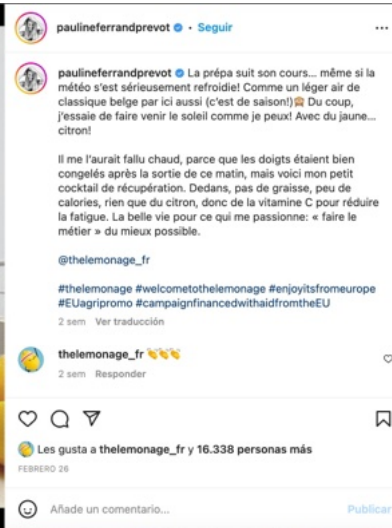 paulineferrandprevot • Seguir
paulineferrandprevot La prépa suit son cours... même si la
météo s'est sérieusement refroidie! Comme un léger air de
classique belge par ici aussi (c'est de saison!)🙈 Du coup,
j'essaie de faire venir le soleil comme je peux! Avec du jaune...
citron!
Il me l'aurait fallu chaud, parce que les doigts étaient bien
congelés après la sortie de ce matin, mais voici mon petit
cocktail de récupération. Dedans, pas de graisse, peu de
calories, rien que du citron, donc de la vitamine C pour réduire
la fatigue. La belle vie pour ce qui me passionne: « faire le
métier » du mieux possible.
@thelemonage_fr
#thelemonage #welcometothelemonage #enjoyitsfromeurope
#EUagripromo #campaignfinancedwithaidfromtheEU
2 sem Ver traducción
thelemonage_fr 👏👏👏
2 sem Responder
Les gusta a thelemonage_fr y 16.338 personas más
FEBRERO 26
Añade un comentario... Publicar